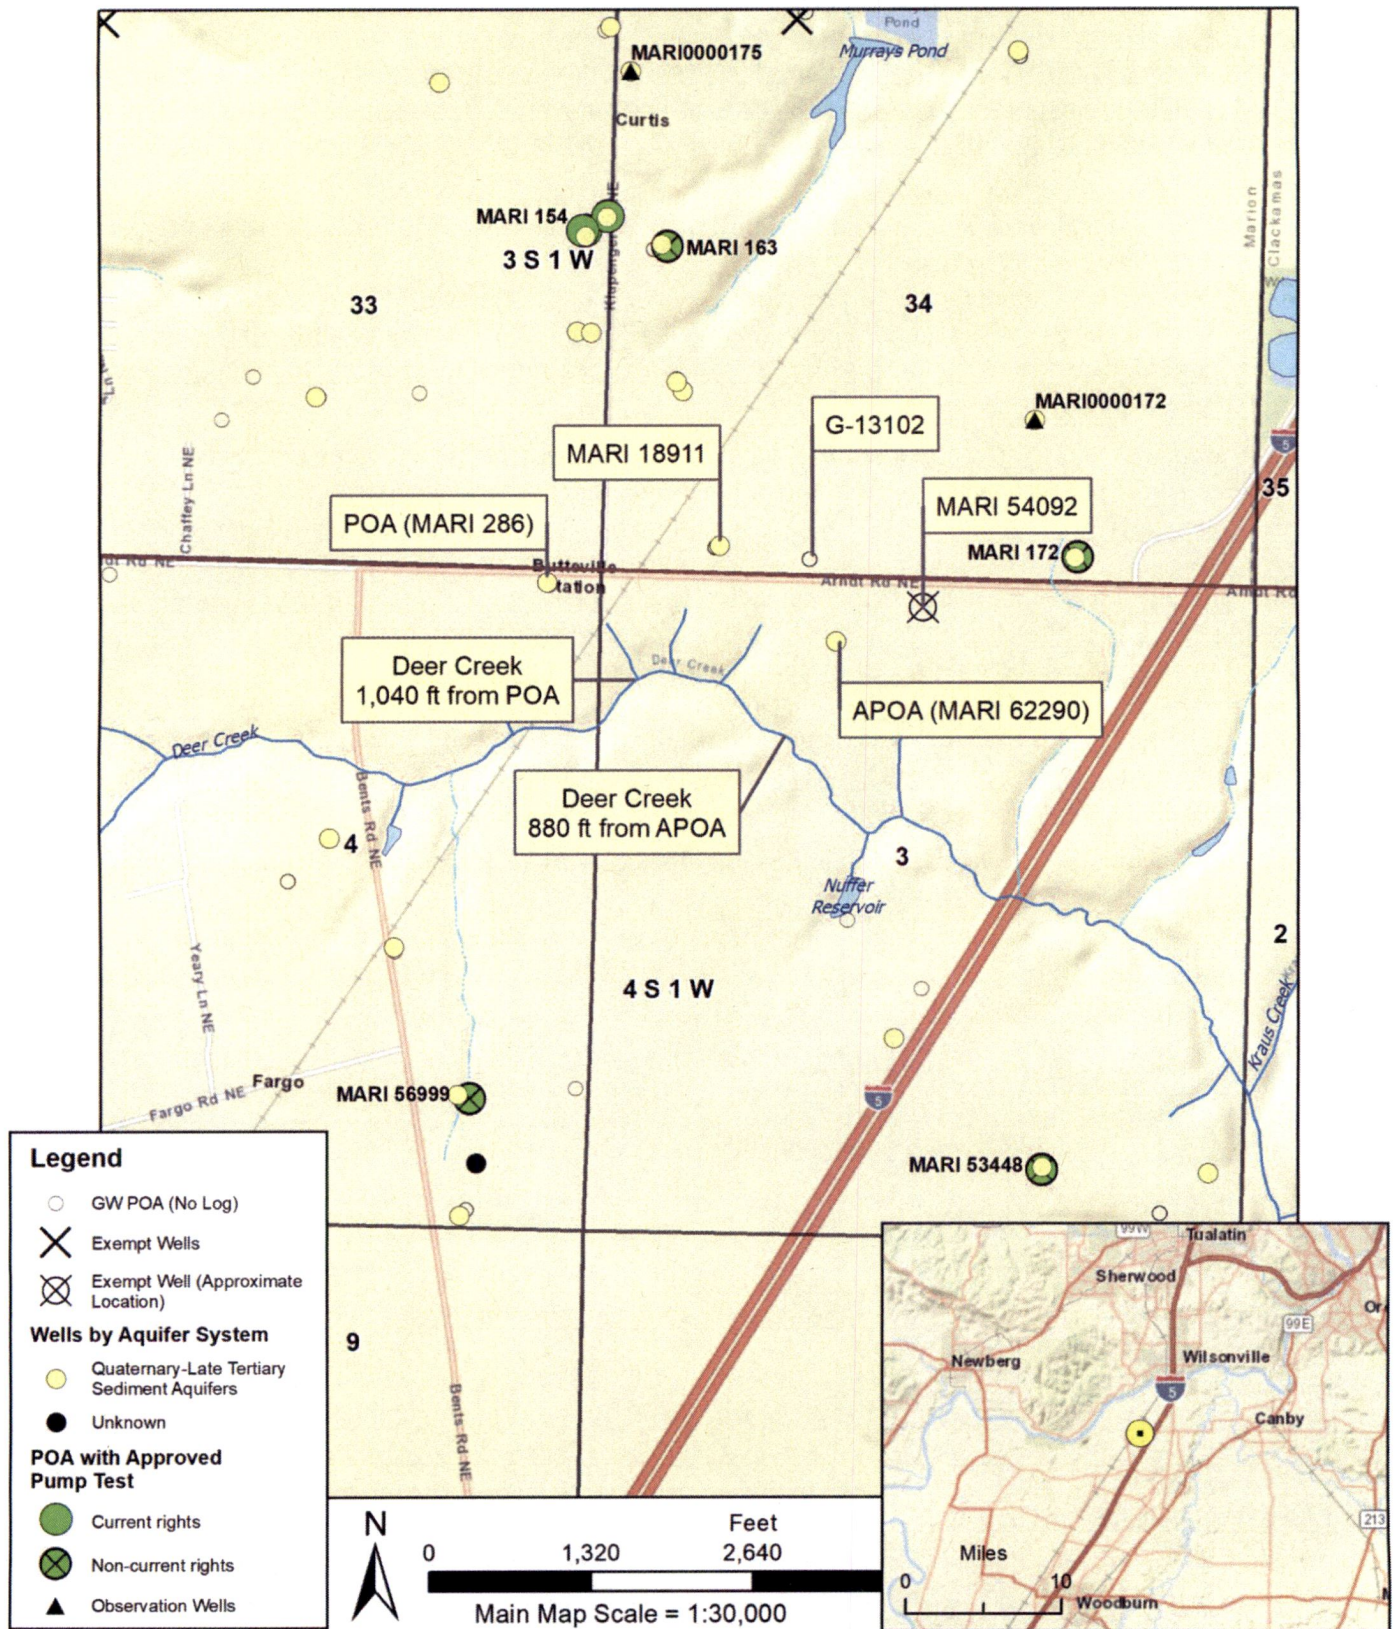 Pond
Murrays Pond
MARI0000175
Curtis
Marion
Clackamas
MARI 154
MARI 163
3 S 1 W
33
34
MARI0000172
G-13102
MARI 18911
5
35
Chaffey Ln NE
MARI 54092
POA (MARI 286)
MARI 172
Arndt Rd NE
Deer Creek
1,040 ft from POA
Deer Creek
APOA (MARI 62290)
Deer Creek
Deer Creek
880 ft from APOA
Bents Rd NE
4
3
Nuffer
Reservoir
2
Yeary Ln NE
4 S 1 W
Kraus Creek
Fargo
MARI 56999
Fargo Rd NE
5
MARI 53448
9
Bents Rd NE
Legend
GW POA (No Log)
Exempt Wells
Exempt Well (Approximate
Location)
Wells by Aquifer System
Quaternary-Late Tertiary
Sediment Aquifers
Unknown
POA with Approved
Pump Test
Current rights
Non-current rights
Observation Wells
N
Feet
0 1,320 2,640
Main Map Scale = 1:30,000
99W
Tualatin
Sherwood
99E
Newberg
Wilsonville
5
Canby
213
Miles
0 10
Woodburn